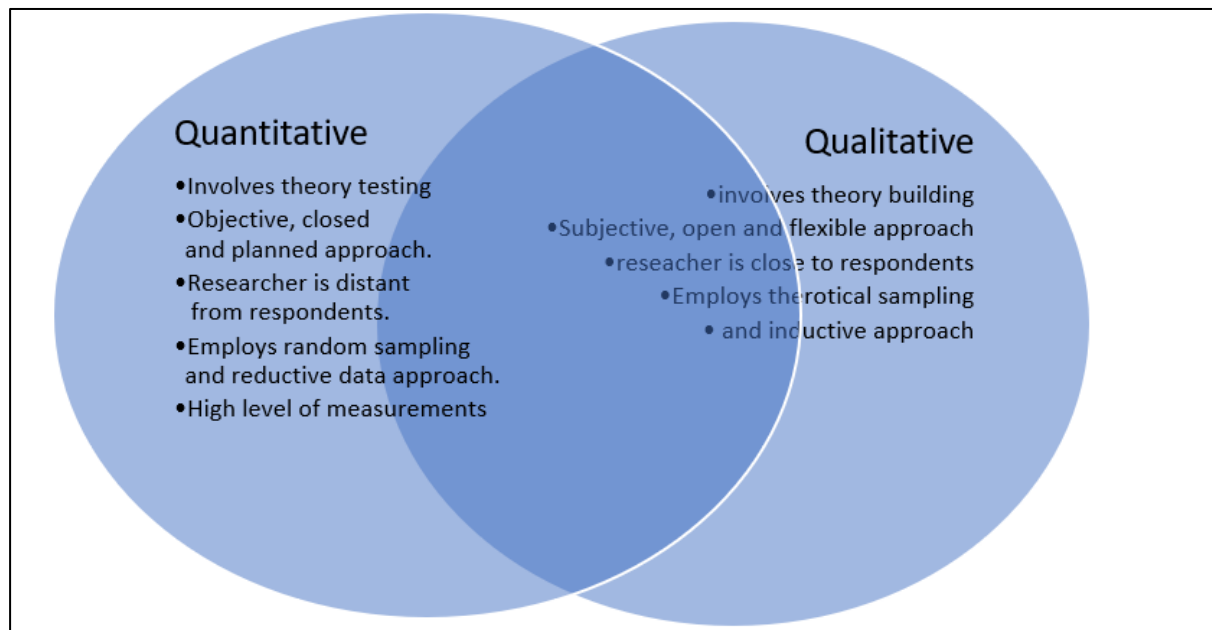 Quantitative
•Involves theory testing
•Objective, closed
and planned approach.
•Researcher is distant
from respondents.
•Employs random sampling
and reductive data approach.
•High level of measurements
Qualitative
•involves theory building
•Subjective, open and flexible approach
•reseacher is close to respondents
•Employs therotical sampling
• and inductive approach